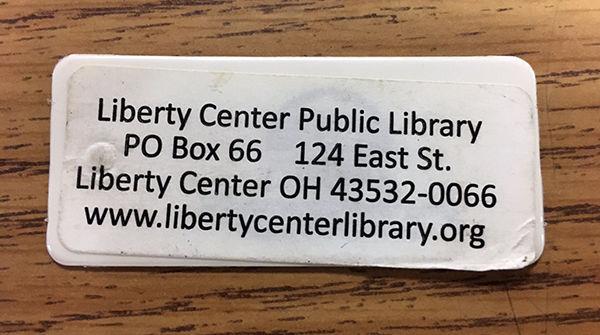 Liberty Center Public Library
PO Box 66 124 East St.
Liberty Center OH 43532-0066
www.libertycenterlibrary.org